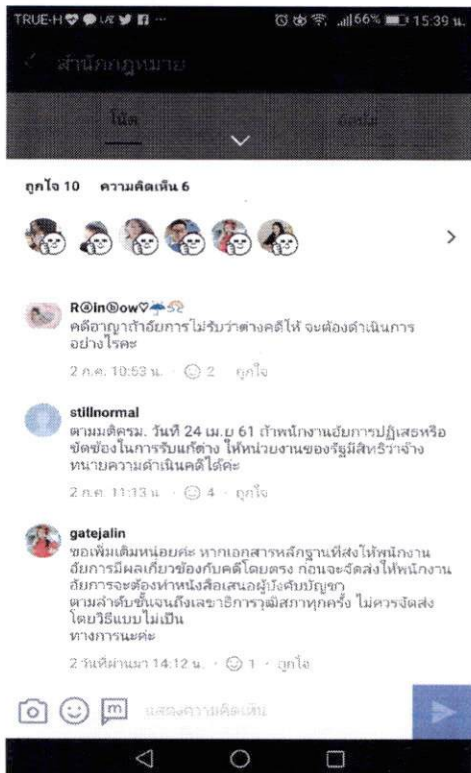 TRUE-H 66% 15:39 น.
สำนักกฎหมาย
โน้ต
ถูกใจ 10 ความคิดเห็น 6
Rⓐinⓑow♡
คดีอาญาถ้าอัยการไม่รับว่าต่างคดีให้ จะต้องดำเนินการ
อย่างไรคะ
2 ก.ค. 10:53 น. · 2 ถูกใจ
stillnormal
ตามมติครม. วันที่ 24 เม.ย 61 ถ้าพนักงานอัยการปฏิเสธหรือ
ขัดข้องในการรับแก้ต่าง ให้หน่วยงานของรัฐมีสิทธิว่าจ้าง
ทนายความดำเนินคดีได้ค่ะ
2 ก.ค. 11:13 น. · 4 · ถูกใจ
gatejalin
ขอเพิ่มเติมหน่อยค่ะ หากเอกสารหลักฐานที่ส่งให้พนักงาน
อัยการมีผลเกี่ยวข้องกับคดีโดยตรง ก่อนจะจัดส่งให้พนักงาน
อัยการจะต้องทำหนังสือเสนอผู้บังคับบัญชา
ตามลำดับชั้นจนถึงเลขาธิการวุฒิสภาทุกครั้ง ไม่ควรจัดส่ง
โดยวิธีแบบไม่เป็น
ทางการนะคะ
2 วันที่ผ่านมา 14:12 น. · 1 · ถูกใจ
แสดงความคิดเห็น